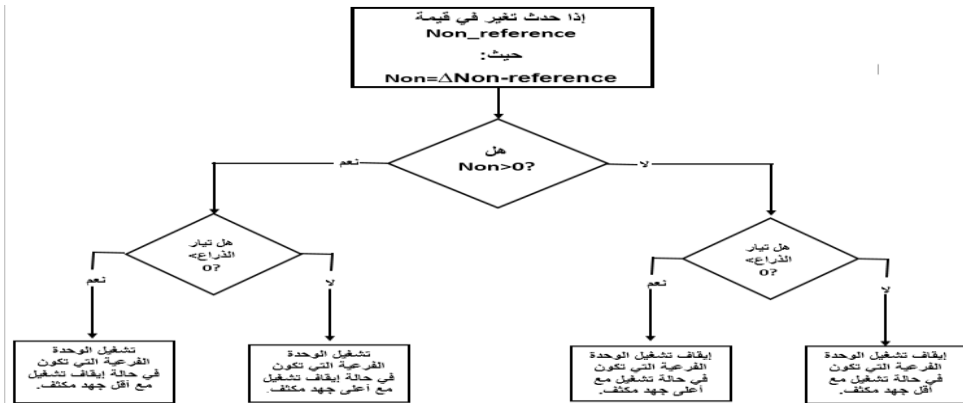 إذا حدث تغير في قيمة
Non_reference
حيث:
Non=∆Non-reference
هل
Non>0?
نعم
لا
هل تيار
الذراع>
0?
هل تيار
الذراع>
0?
نعم
لا
نعم
لا
تشغيل الوحدة
الفرعية التي تكون
في حالة إيقاف تشغيل
مع أقل جهد مكثف.
تشغيل الوحدة
الفرعية التي تكون
في حالة إيقاف تشغيل
مع أعلى جهد مكثف.
إيقاف تشغيل الوحدة
الفرعية التي تكون
في حالة تشغيل مع
أعلى جهد مكثف.
إيقاف تشغيل الوحدة
الفرعية التي تكون
في حالة تشغيل مع
أقل جهد مكثف.